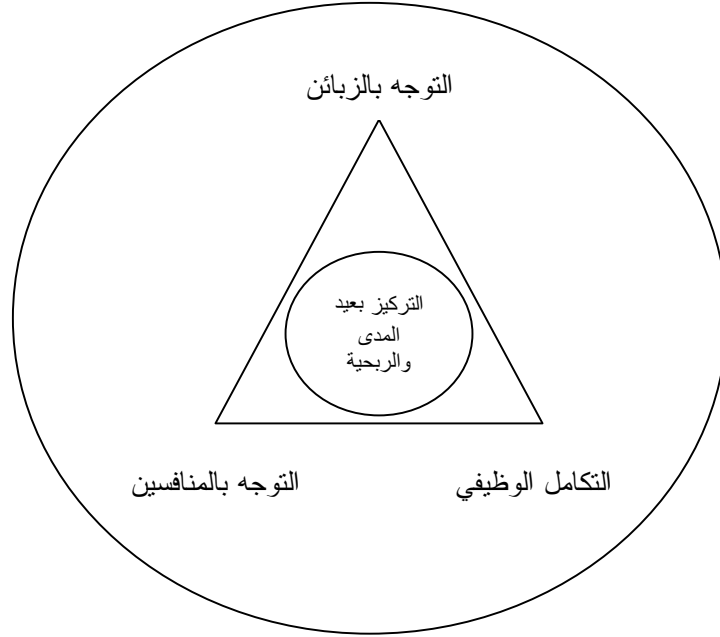 التوجه بالزبائن
التركيز بعيد
المدى
والربحية
التكامل الوظيفي
التوجه بالمنافسين